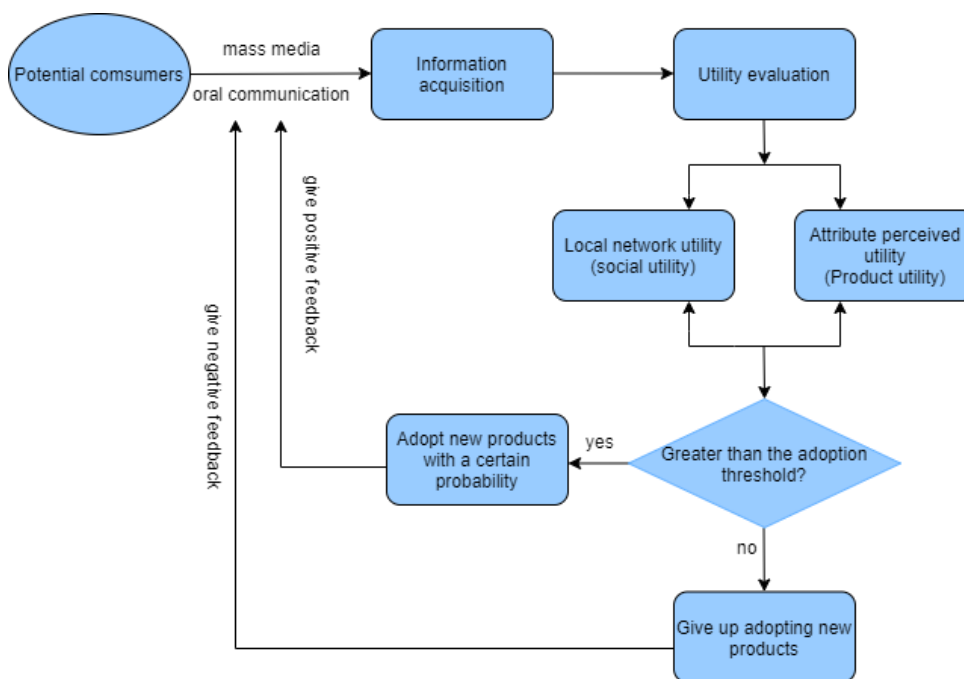 mass media
Potential comsumers
oral communication
Information
acquisition
Utility evaluation
give positive feedback
give negative feedback
Local network utility
(social utility)
Attribute perceived
utility
(Product utility)
Adopt new products
with a certain
probability
yes
Greater than the adoption
threshold?
no
Give up adopting new
products